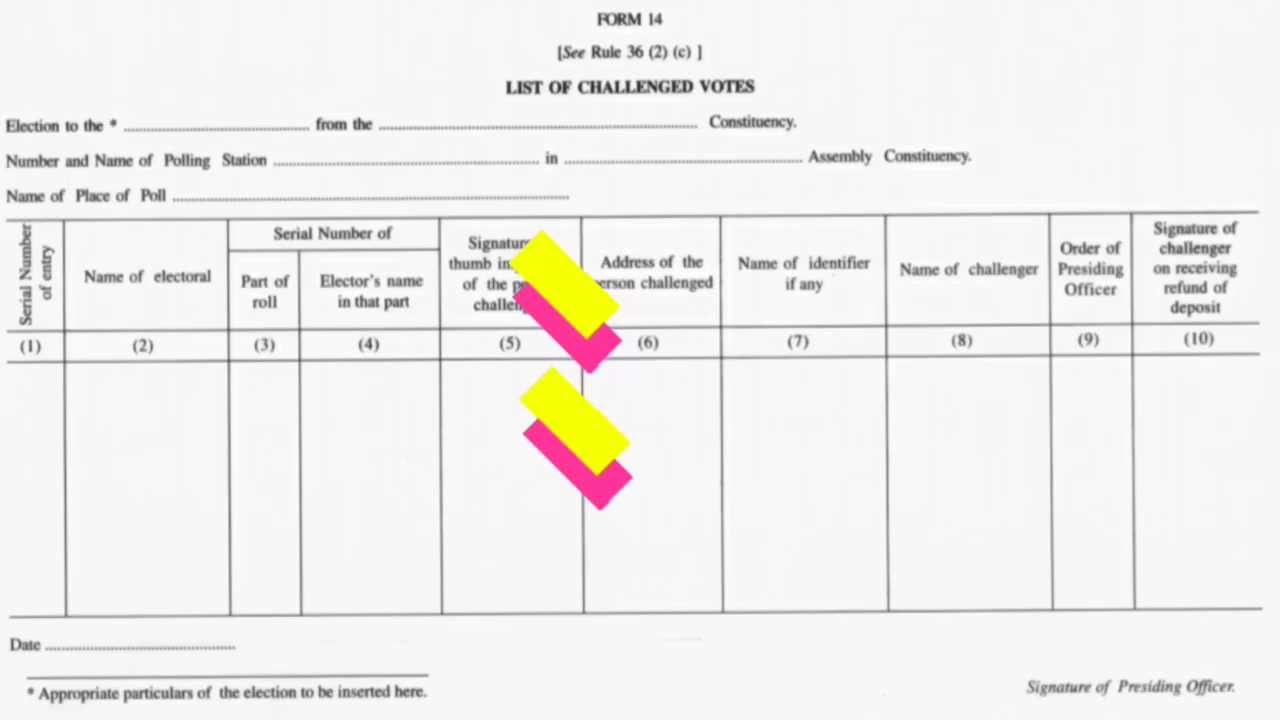 FORM 14
[See Rule 36 (2) (c) ]
LIST OF CHALLENGED VOTES
Election to the * .......................... from the .......................... Constituency.
Number and Name of Polling Station .......................... in .......................... Assembly Constituency.
Name of Place of Poll ..........................
Serial Number
of entry
Name of electoral
Serial Number of
Part of
roll
Elector's name
in that part
thumb
of the
Address of the
challenged
Name of identifier
if any
Name of challenger
Order of
Presiding
Officer
Signature of
challenger
on receiving
refund of
deposit
(1) (2) (3) (4) (5) (6) (7) (8) (9) (10)
Date ..........................
* Appropriate particulars of the election to be inserted here.
Signature of Presiding Officer.